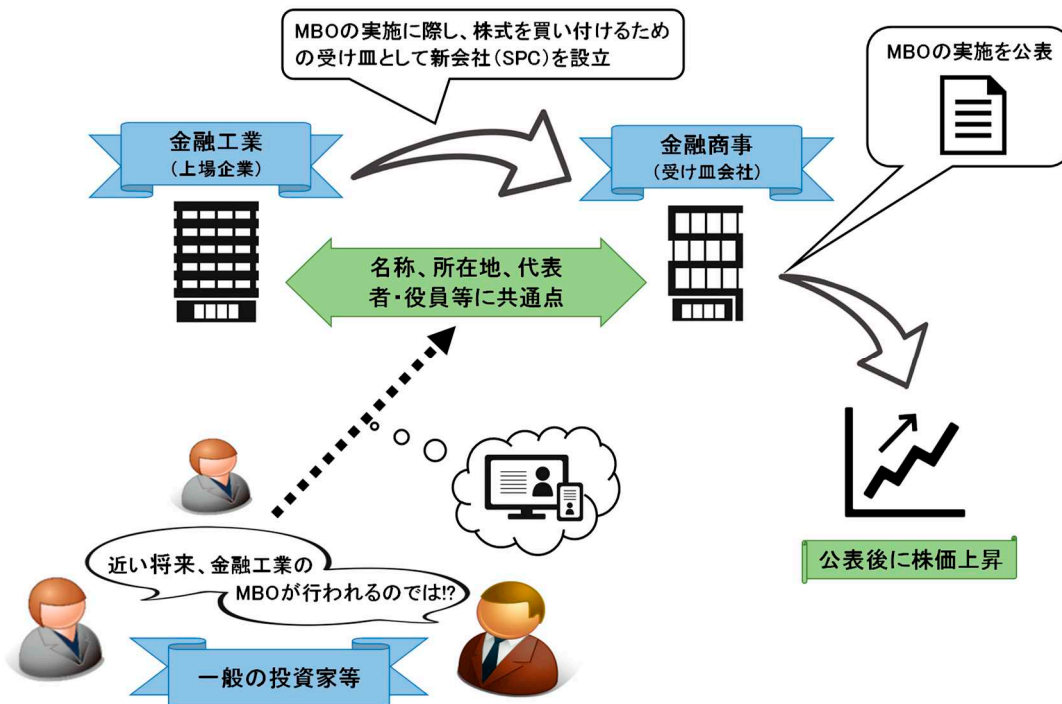 MBOの実施に際し、株式を買い付けるため
の受け皿として新会社（SPC）を設立
MBOの実施を公表
金融工業
（上場企業）
金融商事
（受け皿会社）
名称、所在地、代表
者・役員等に共通点
近い将来、金融工業の
MBOが行われるのでは!?
公表後に株価上昇
一般の投資家等